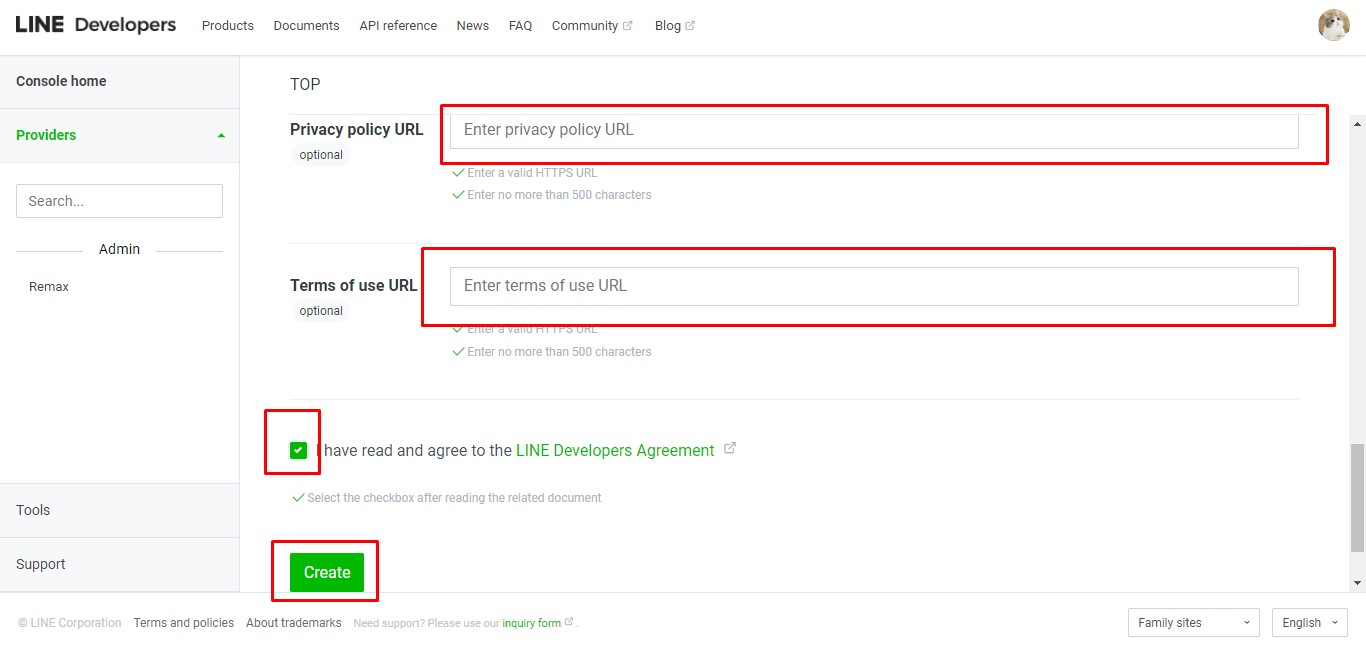 LINE Developers Products Documents API reference News FAQ Community Blog
Console home
Providers
Search...
Admin
Remax
Tools
Support
TOP
Privacy policy URL
optional
Enter privacy policy URL
Enter a valid HTTPS URL
Enter no more than 500 characters
Terms of use URL
optional
Enter terms of use URL
Enter a valid HTTPS URL
Enter no more than 500 characters
I have read and agree to the LINE Developers Agreement
Select the checkbox after reading the related document
Create
© LINE Corporation Terms and policies About trademarks Need support? Please use our inquiry form . Family sites English